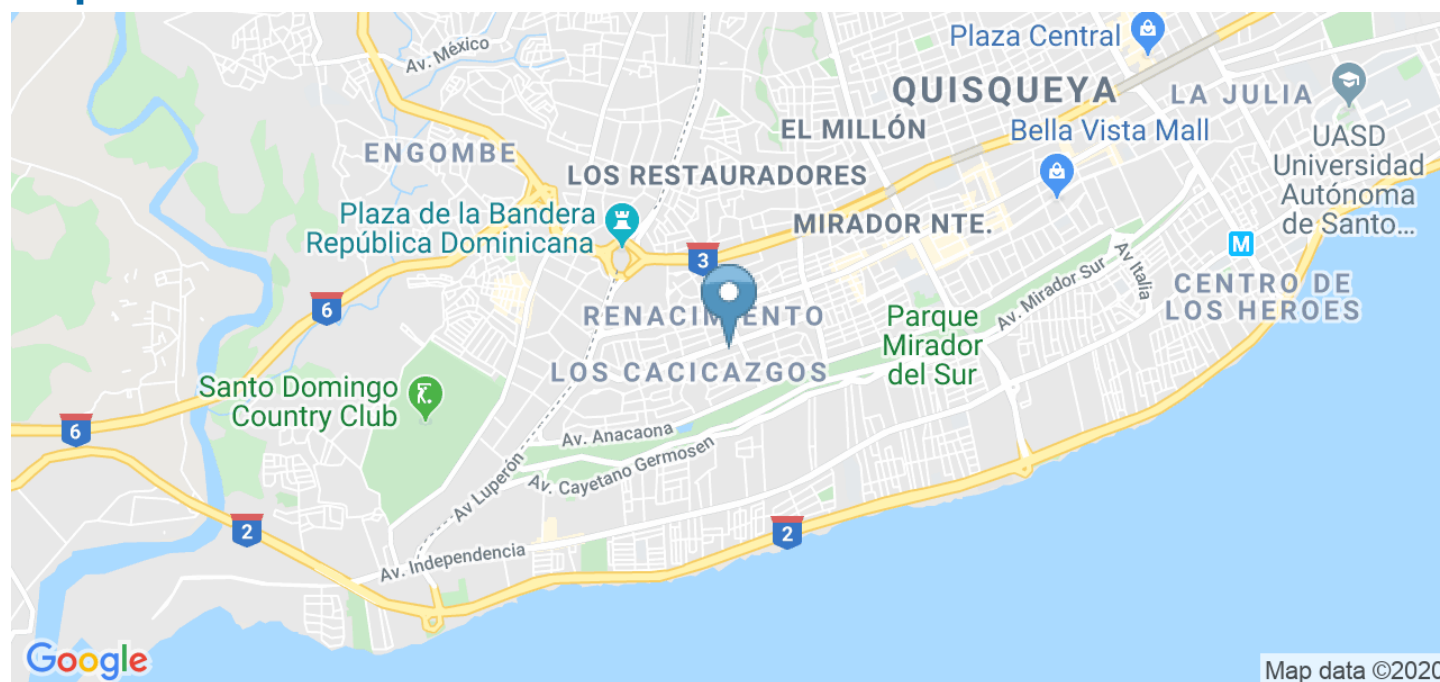 Plaza Central
Av. México
QUISQUEYA
LA JULIA
EL MILLÓN
Bella Vista Mall
UASD
Universidad
Autónoma
de Santo...
ENGOMBE
LOS RESTAURADORES
Plaza de la Bandera
República Dominicana
MIRADOR NTE.
M
3
Av Italia
6
RENACIMIENTO
Av. Mirador Sur
CENTRO DE
LOS HEROES
Parque
Mirador
del Sur
LOS CACICAZGOS
Santo Domingo
Country Club
6
Av. Anacaona
Av. Cayetano Germosen
Av Luperón
2
2
Av. Independencia
Google
Map data ©2020